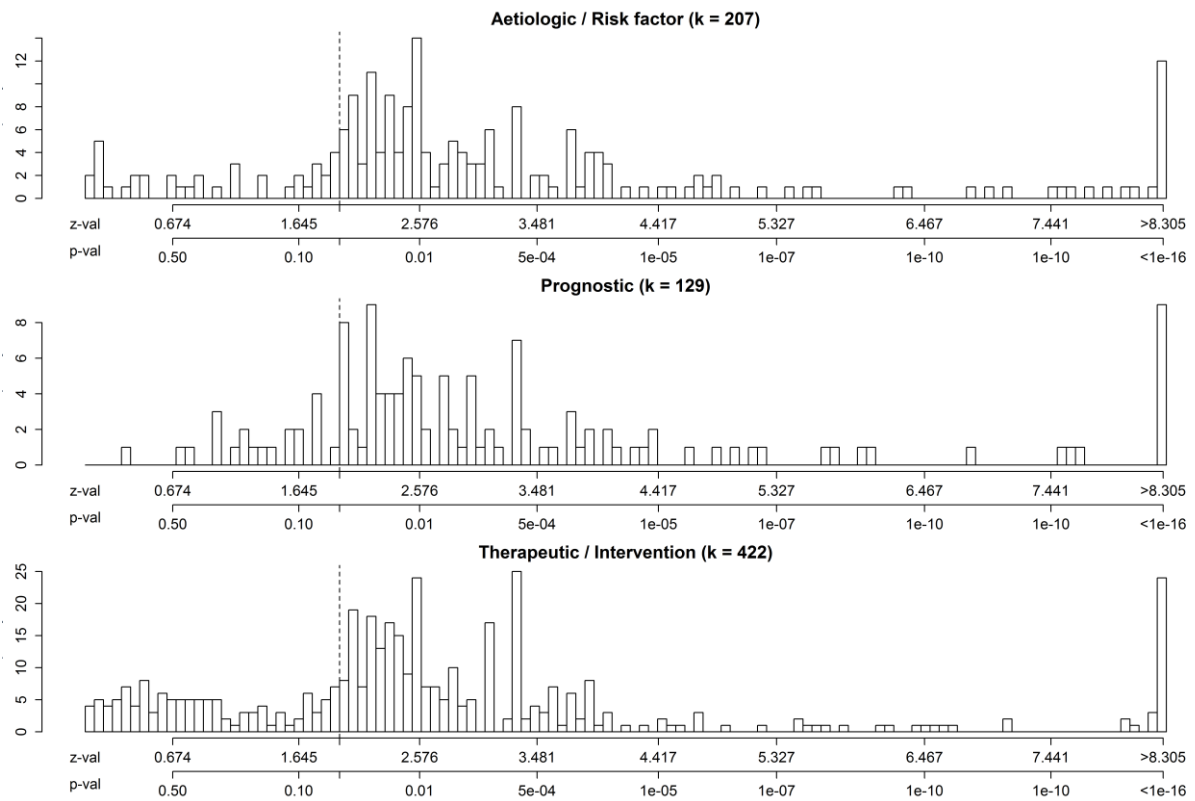 Aetiologic / Risk factor (k = 207)
0 2 4 6 8 12
z-val 0.674 1.645 2.576 3.481 4.417 5.327 6.467 7.441 >8.305
p-val 0.50 0.10 0.01 5e-04 1e-05 1e-07 1e-10 1e-10 <1e-16
Prognostic (k = 129)
0 2 4 6 8
z-val 0.674 1.645 2.576 3.481 4.417 5.327 6.467 7.441 >8.305
p-val 0.50 0.10 0.01 5e-04 1e-05 1e-07 1e-10 1e-10 <1e-16
Therapeutic / Intervention (k = 422)
0 5 10 15 20 25
z-val 0.674 1.645 2.576 3.481 4.417 5.327 6.467 7.441 >8.305
p-val 0.50 0.10 0.01 5e-04 1e-05 1e-07 1e-10 1e-10 <1e-16